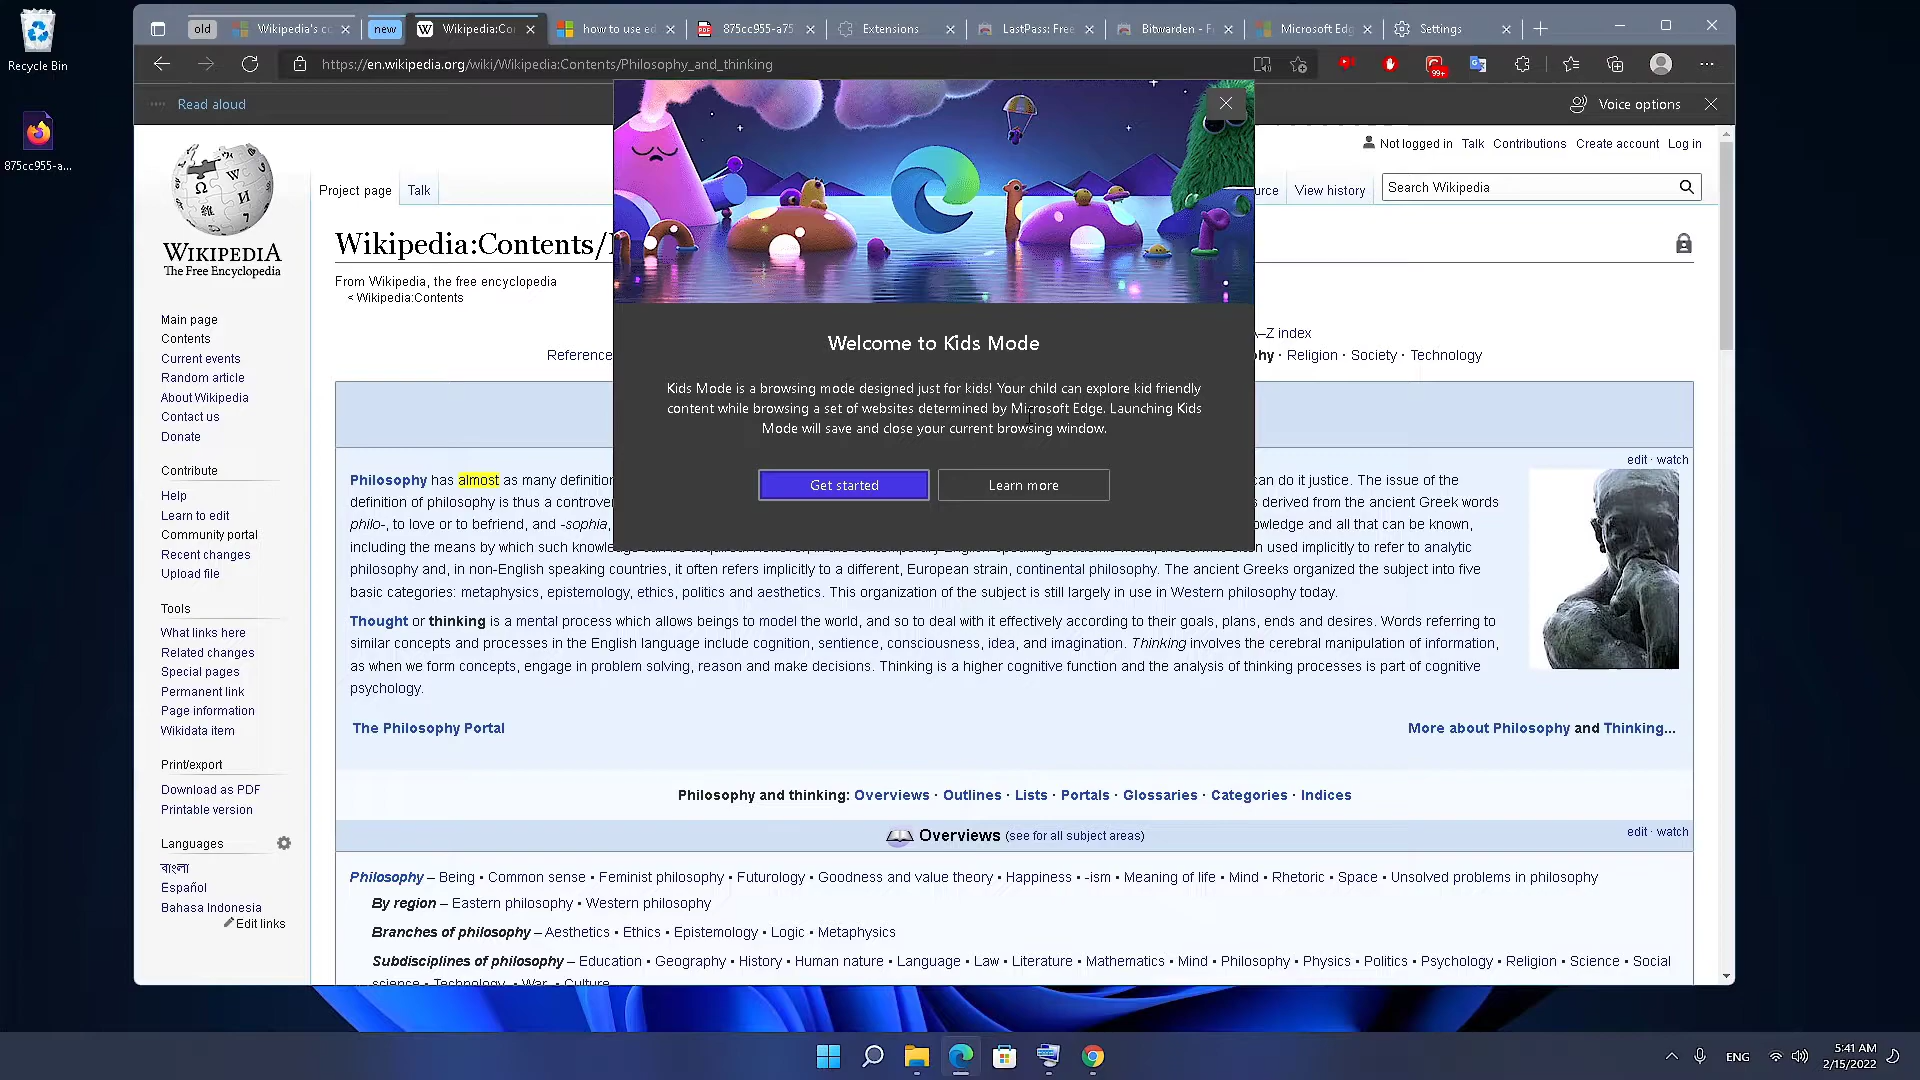 Recycle Bin
875cc955-a...
old
Wikipedia's co
new
Wikipedia:Con
how to use ed
875cc955-a75
Extensions
LastPass: Free
Bitwarden - F
Microsoft Edg
Settings
https://en.wikipedia.org/wiki/Wikipedia:Contents/Philosophy_and_thinking
99+
Read aloud
Voice options
Not logged in Talk Contributions Create account Log in
Project page
Talk
urce
View history
Search Wikipedia
WIKIPEDIA
The Free Encyclopedia
Wikipedia:Contents/
From Wikipedia, the free encyclopedia
< Wikipedia:Contents
A–Z index
Reference
hy · Religion · Society · Technology
Welcome to Kids Mode
Kids Mode is a browsing mode designed just for kids! Your child can explore kid friendly
content while browsing a set of websites determined by Microsoft Edge. Launching Kids
Mode will save and close your current browsing window.
Get started
Learn more
Main page
Contents
Current events
Random article
About Wikipedia
Contact us
Donate
Contribute
Help
Learn to edit
Community portal
Recent changes
Upload file
Tools
What links here
Related changes
Special pages
Permanent link
Page information
Wikidata item
Print/export
Download as PDF
Printable version
Languages
বাংলা
Español
Bahasa Indonesia
Edit links
edit · watch
Philosophy has almost as many definition can do it justice. The issue of the
definition of philosophy is thus a controver s derived from the ancient Greek words
philo-, to love or to befriend, and -sophia, owledge and all that can be known,
including the means by which such knowle used implicitly to refer to analytic
philosophy and, in non-English speaking countries, it often refers implicitly to a different, European strain, continental philosophy. The ancient Greeks organized the subject into five
basic categories: metaphysics, epistemology, ethics, politics and aesthetics. This organization of the subject is still largely in use in Western philosophy today.
Thought or thinking is a mental process which allows beings to model the world, and so to deal with it effectively according to their goals, plans, ends and desires. Words referring to
similar concepts and processes in the English language include cognition, sentience, consciousness, idea, and imagination. Thinking involves the cerebral manipulation of information,
as when we form concepts, engage in problem solving, reason and make decisions. Thinking is a higher cognitive function and the analysis of thinking processes is part of cognitive
psychology.
The Philosophy Portal
More about Philosophy and Thinking...
Philosophy and thinking: Overviews · Outlines · Lists · Portals · Glossaries · Categories · Indices
Overviews (see for all subject areas)
edit · watch
Philosophy – Being • Common sense • Feminist philosophy • Futurology • Goodness and value theory • Happiness • -ism • Meaning of life • Mind • Rhetoric • Space • Unsolved problems in philosophy
By region – Eastern philosophy • Western philosophy
Branches of philosophy – Aesthetics • Ethics • Epistemology • Logic • Metaphysics
Subdisciplines of philosophy – Education • Geography • History • Human nature • Language • Law • Literature • Mathematics • Mind • Philosophy • Physics • Politics • Psychology • Religion • Science • Social
science • Technology • War • Culture
ENG
5:41 AM
2/15/2022